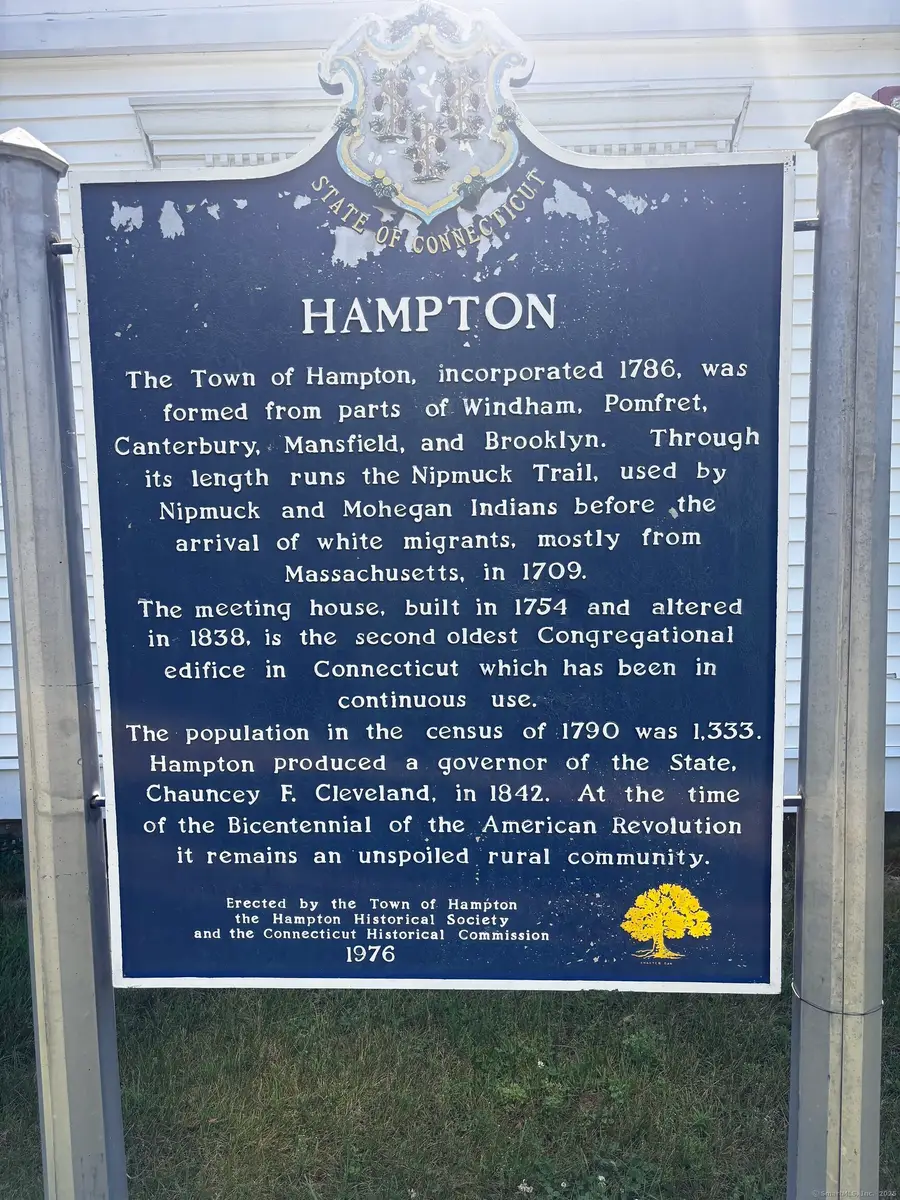 STATE OF CONNECTICUT
HAMPTON
The Town of Hampton, incorporated 1786, was
formed from parts of Windham, Pomfret,
Canterbury, Mansfield, and Brooklyn. Through
its length runs the Nipmuck Trail, used by
Nipmuck and Mohegan Indians before the
arrival of white migrants, mostly from
Massachusetts, in 1709.
The meeting house, built in 1754 and altered
in 1838, is the second oldest Congregational
edifice in Connecticut which has been in
continuous use.
The population in the census of 1790 was 1,333.
Hampton produced a governor of the State,
Chauncey F. Cleveland, in 1842. At the time
of the Bicentennial of the American Revolution
it remains an unspoiled rural community.
Erected by the Town of Hampton
the Hampton Historical Society
and the Connecticut Historical Commission
1976